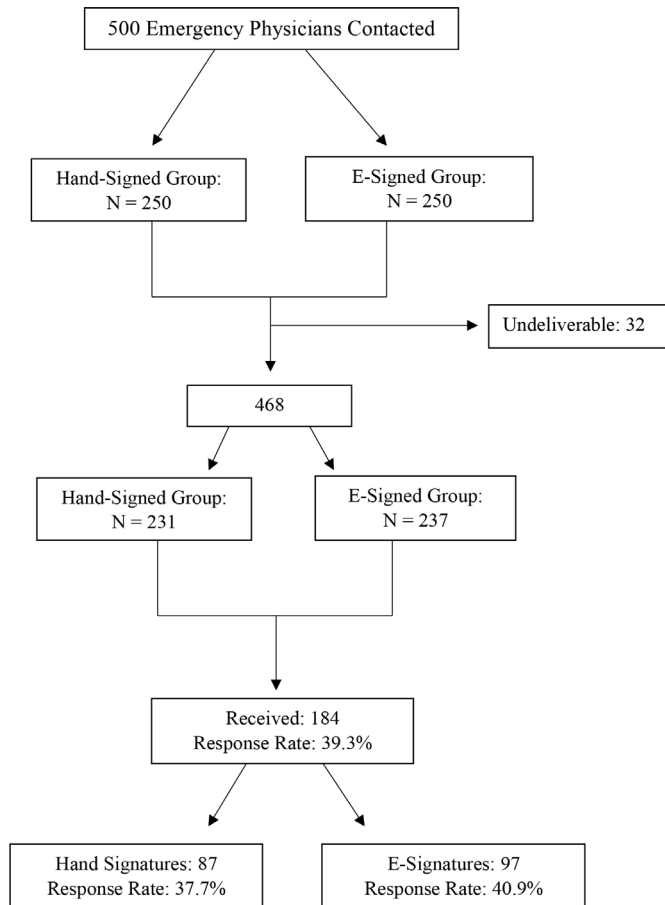 500 Emergency Physicians Contacted
Hand-Signed Group:
N = 250
E-Signed Group:
N = 250
Undeliverable: 32
468
Hand-Signed Group:
N = 231
E-Signed Group:
N = 237
Received: 184
Response Rate: 39.3%
Hand Signatures: 87
Response Rate: 37.7%
E-Signatures: 97
Response Rate: 40.9%